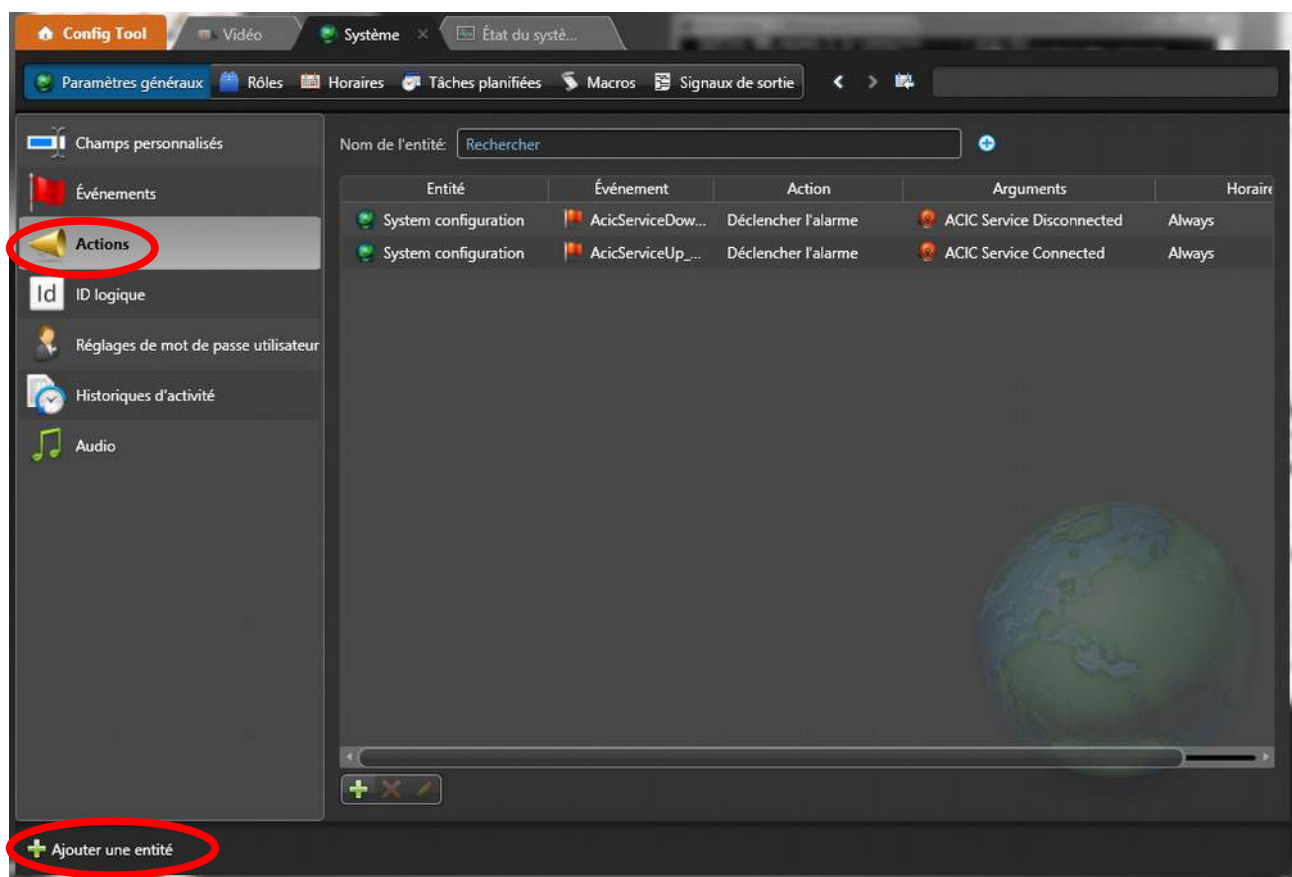 Config Tool Vidéo Système État du systè...
Paramètres généraux Rôles Horaires Tâches planifiées Macros Signaux de sortie
Champs personnalisés
Événements
Actions
Id ID logique
Réglages de mot de passe utilisateur
Historiques d'activité
Audio
Nom de l'entité: Rechercher
Entité Événement Action Arguments Horaire
System configuration AcicServiceDow... Déclencher l'alarme ACIC Service Disconnected Always
System configuration AcicServiceUp_... Déclencher l'alarme ACIC Service Connected Always
Ajouter une entité